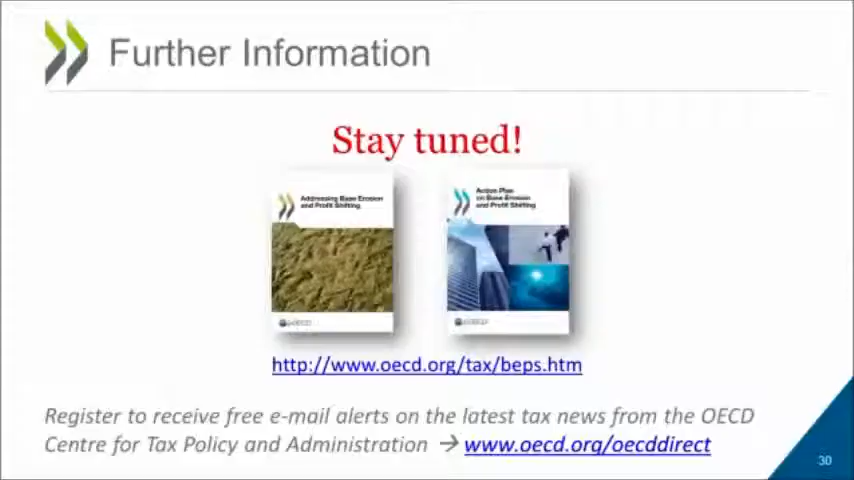 Further Information
Stay tuned!
Addressing Base Erosion
and Profit Shifting
Action Plan
on Base Erosion
and Profit Shifting
OECD
OECD
http://www.oecd.org/tax/beps.htm
Register to receive free e-mail alerts on the latest tax news from the OECD
Centre for Tax Policy and Administration → www.oecd.org/oecddirect
30